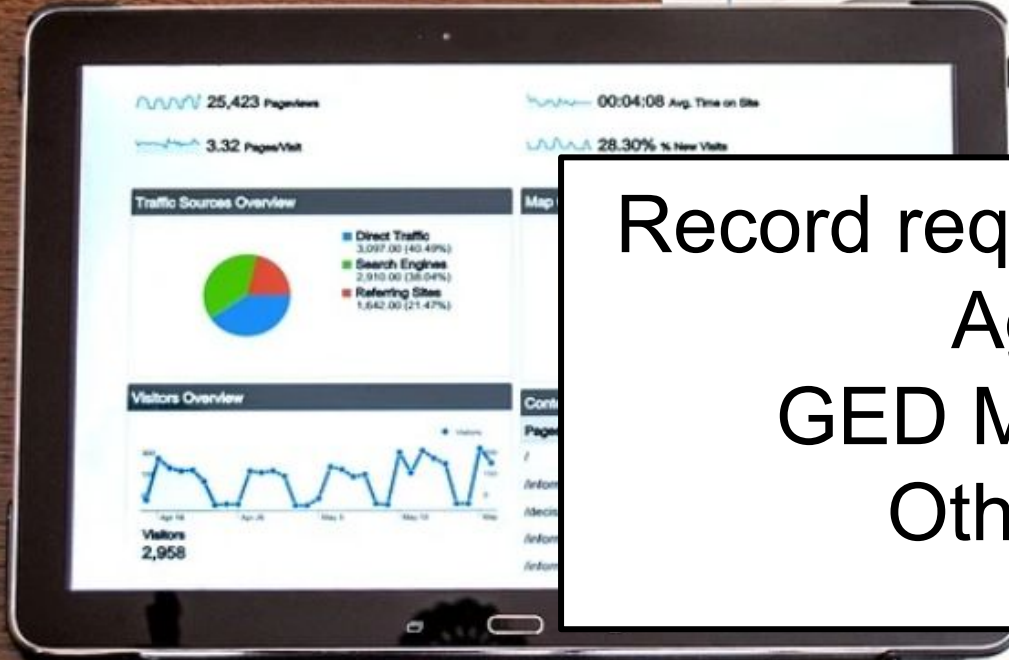 25,423 Pageviews
00:04:08 Avg. Time on Site
3.32 Pages/Visit
28.30% % New Visits
Traffic Sources Overview
Direct Traffic
3,097.00 (40.49%)
Search Engines
2,910.00 (38.04%)
Referring Sites
1,642.00 (21.47%)
Map
Visitors Overview
Visitors
Visitors
2,958
Record req
Ag
GED M
Oth